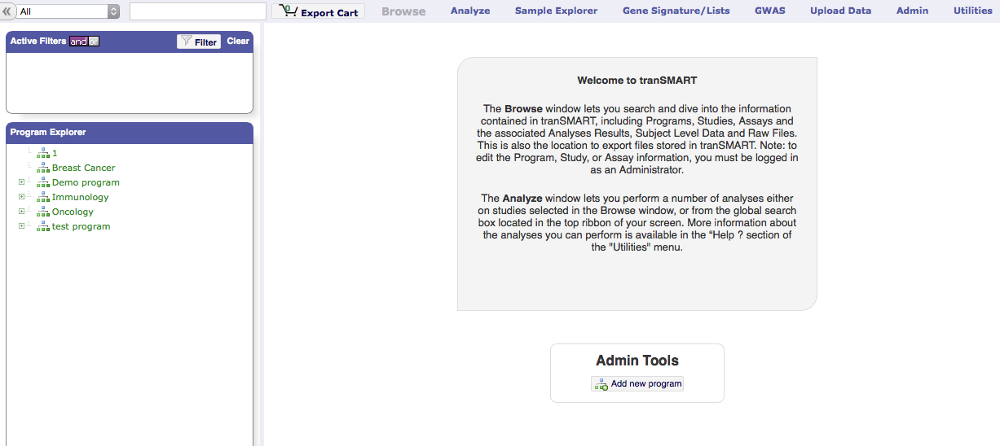 All
0
Export Cart
Browse
Analyze
Sample Explorer
Gene Signature/Lists
GWAS
Upload Data
Admin
Utilities
Active Filters
and or
Filter
Clear
Program Explorer
1
Breast Cancer
Demo program
Immunology
Oncology
test program
Welcome to tranSMART
The Browse window lets you search and dive into the information
contained in tranSMART, including Programs, Studies, Assays and
the associated Analyses Results, Subject Level Data and Raw Files.
This is also the location to export files stored in tranSMART. Note: to
edit the Program, Study, or Assay information, you must be logged in
as an Administrator.
The Analyze window lets you perform a number of analyses either
on studies selected in the Browse window, or from the global search
box located in the top ribbon of your screen. More information about
the analyses you can perform is available in the “Help ? section of
the "Utilities" menu.
Admin Tools
Add new program